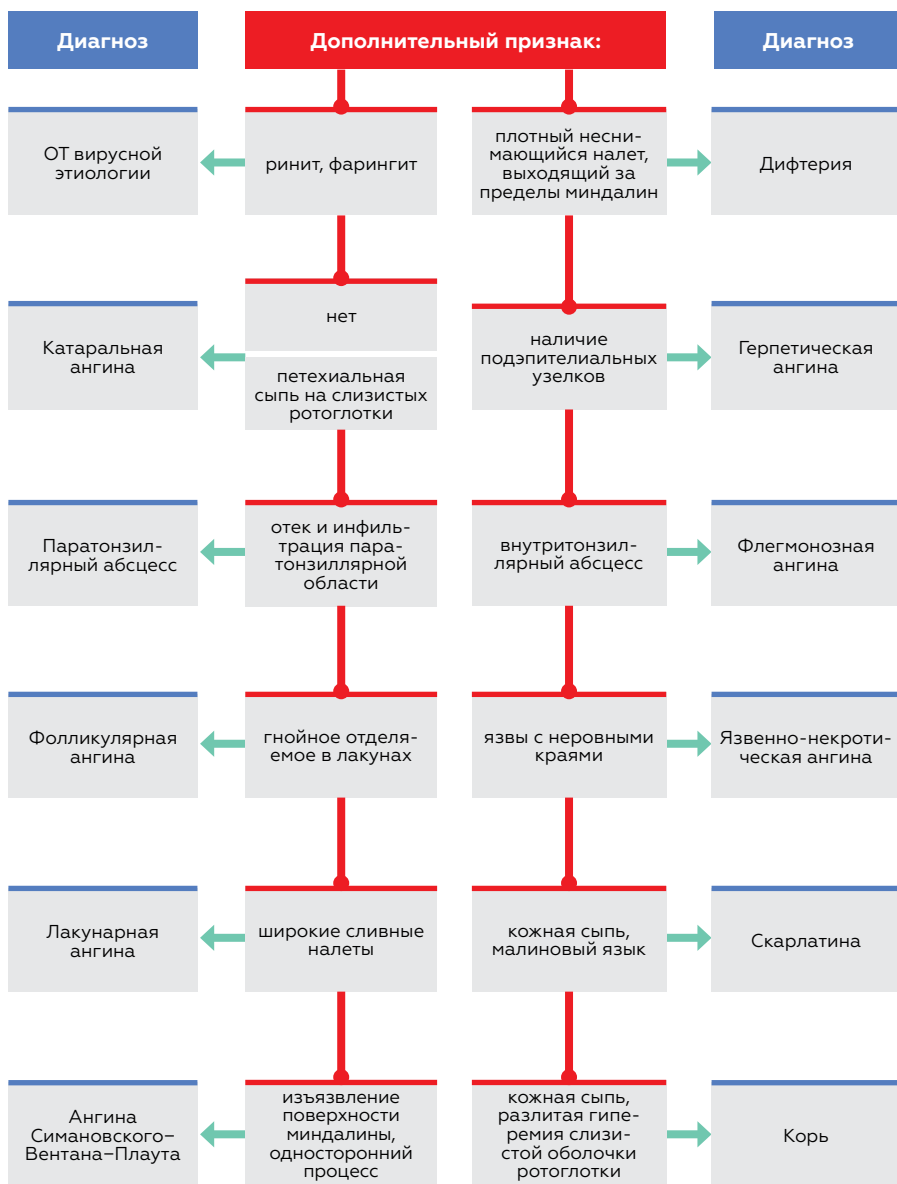 Диагноз
Дополнительный признак:
Диагноз
ОТ вирусной
этиологии
ринит, фарингит
плотный несни-
мающийся налет,
выходящий за
пределы миндалин
Дифтерия
Катаральная
ангина
нет
петехиальная
сыпь на слизистых
ротоглотки
наличие
подэпителиальных
узелков
Герпетическая
ангина
Паратонзил-
лярный абсцесс
отек и инфиль-
трация пара-
тонзиллярной
области
внутритонзил-
лярный абсцесс
Флегмонозная
ангина
Фолликулярная
ангина
гнойное отделя-
емое в лакунах
язвы с неровными
краями
Язвенно-некроти-
ческая ангина
Лакунарная
ангина
широкие сливные
налеты
кожная сыпь,
малиновый язык
Скарлатина
Ангина
Симановского–
Вентана–Плаута
изъязвление
поверхности
миндалины,
односторонний
процесс
кожная сыпь,
разлитая гипе-
ремия слизи-
стой оболочки
ротоглотки
Корь